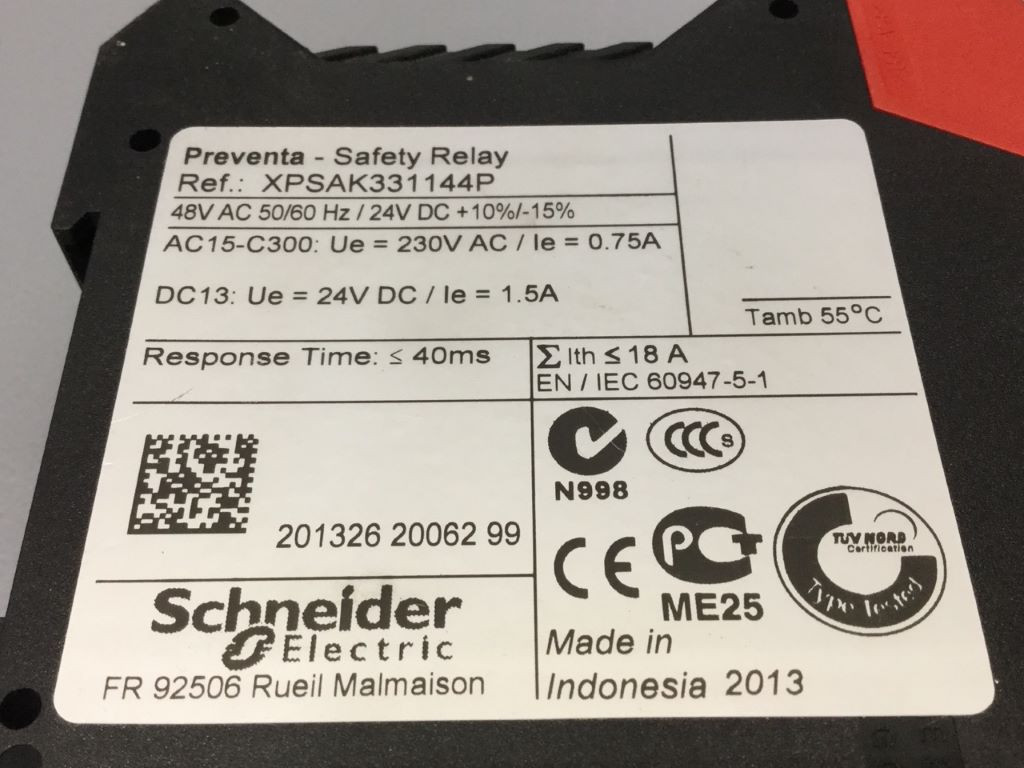 Preventa - Safety Relay
Ref.: XPSAK331144P
48V AC 50/60 Hz / 24V DC +10%/-15%
AC15-C300: Ue = 230V AC / Ie = 0.75A
DC13: Ue = 24V DC / Ie = 1.5A
Tamb 55°C
Response Time: ≤ 40ms
∑ Ith ≤ 18 A
EN / IEC 60947-5-1
N998
CCC S
201326 20062 99
CE
PCT
ME25
TUV NORD
Certification
Type tested
Schneider
Electric
FR 92506 Rueil Malmaison
Made in
Indonesia 2013